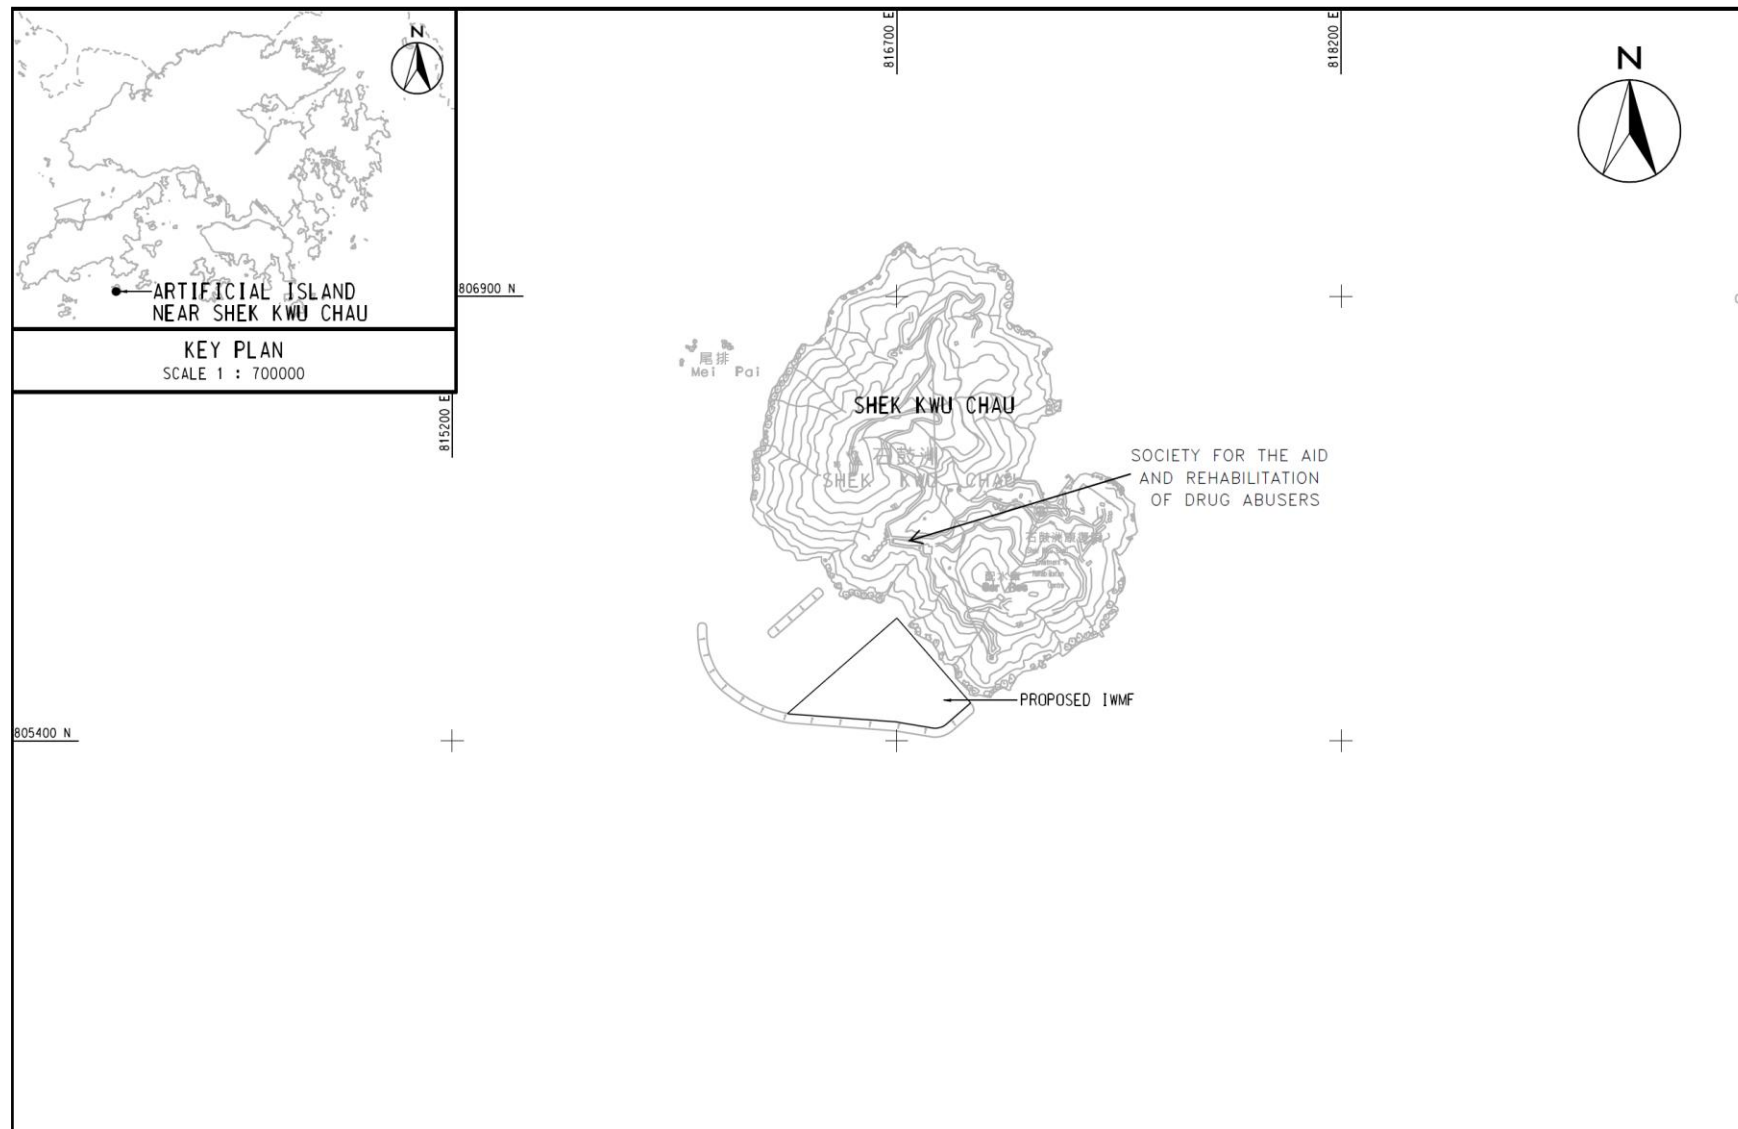 816700 E
818200 E
N
N
ARTIFICIAL ISLAND
NEAR SHEK KWU CHAU
806900 N
KEY PLAN
SCALE 1 : 700000
尾排
Mei Pai
815200 E
SHEK KWU CHAU
石鼓洲
SHEK KWU CHAU
SOCIETY FOR THE AID
AND REHABILITATION
OF DRUG ABUSERS
PROPOSED IWMF
805400 N